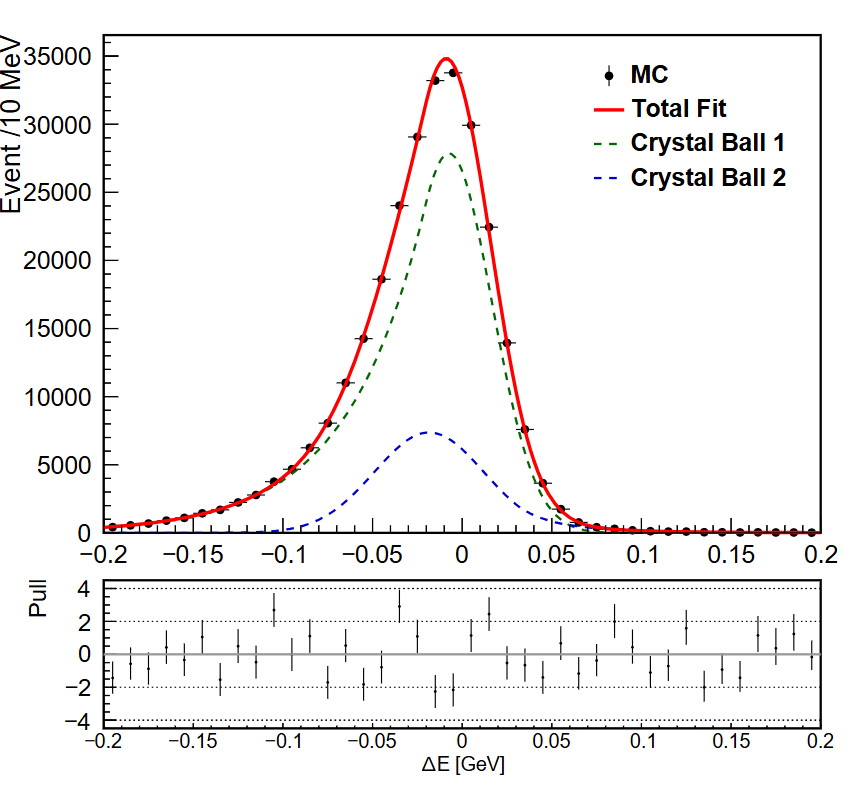 Event /10 MeV
35000
30000
25000
20000
15000
10000
5000
0
MC
Total Fit
Crystal Ball 1
Crystal Ball 2
−0.2 −0.15 −0.1 −0.05 0 0.05 0.1 0.15 0.2
Pull
4
2
0
−2
−4
−0.2 −0.15 −0.1 −0.05 0 0.05 0.1 0.15 0.2
ΔE [GeV]